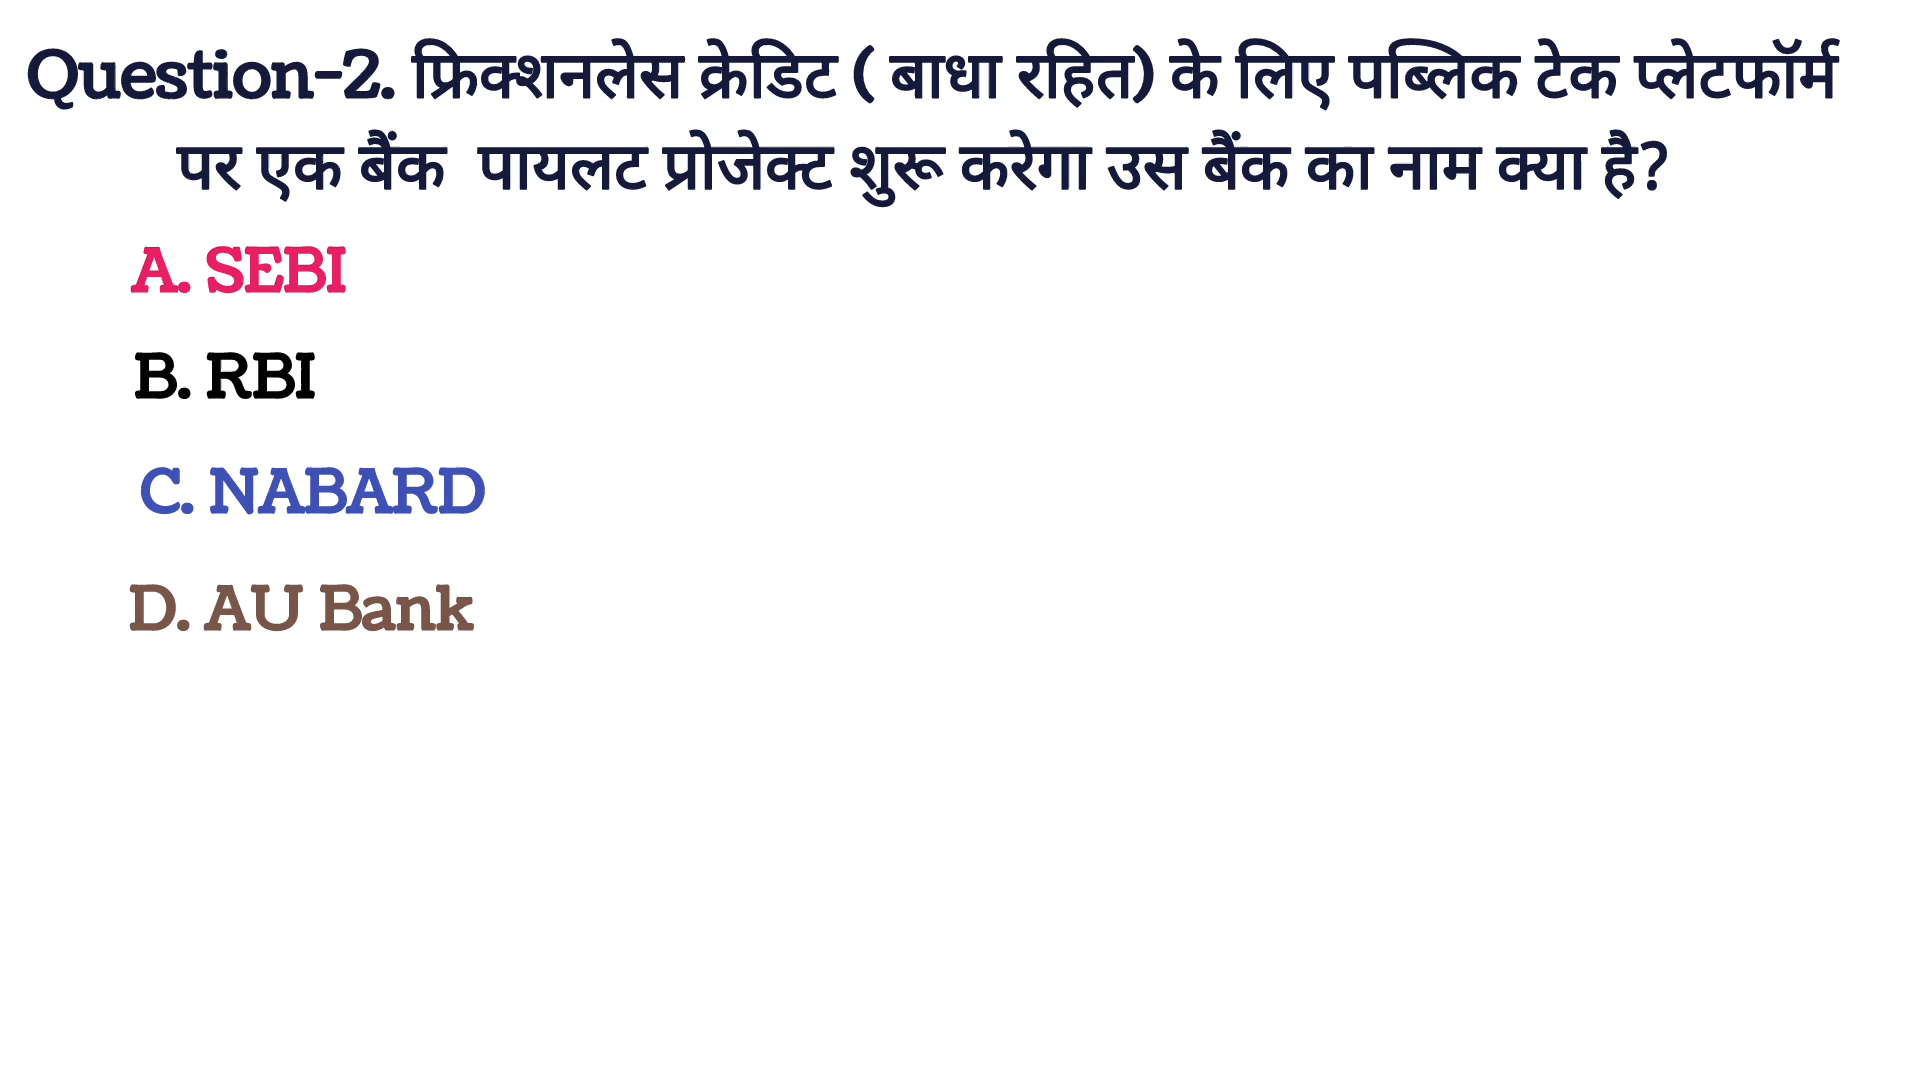 Question-2. फ्रिक्शनलेस क्रेडिट ( बाधा रहित) के लिए पब्लिक टेक प्लेटफॉर्म
पर एक बैंक  पायलट प्रोजेक्ट शुरू करेगा उस बैंक का नाम क्या है?
A. SEBI
B. RBI
C. NABARD
D. AU Bank